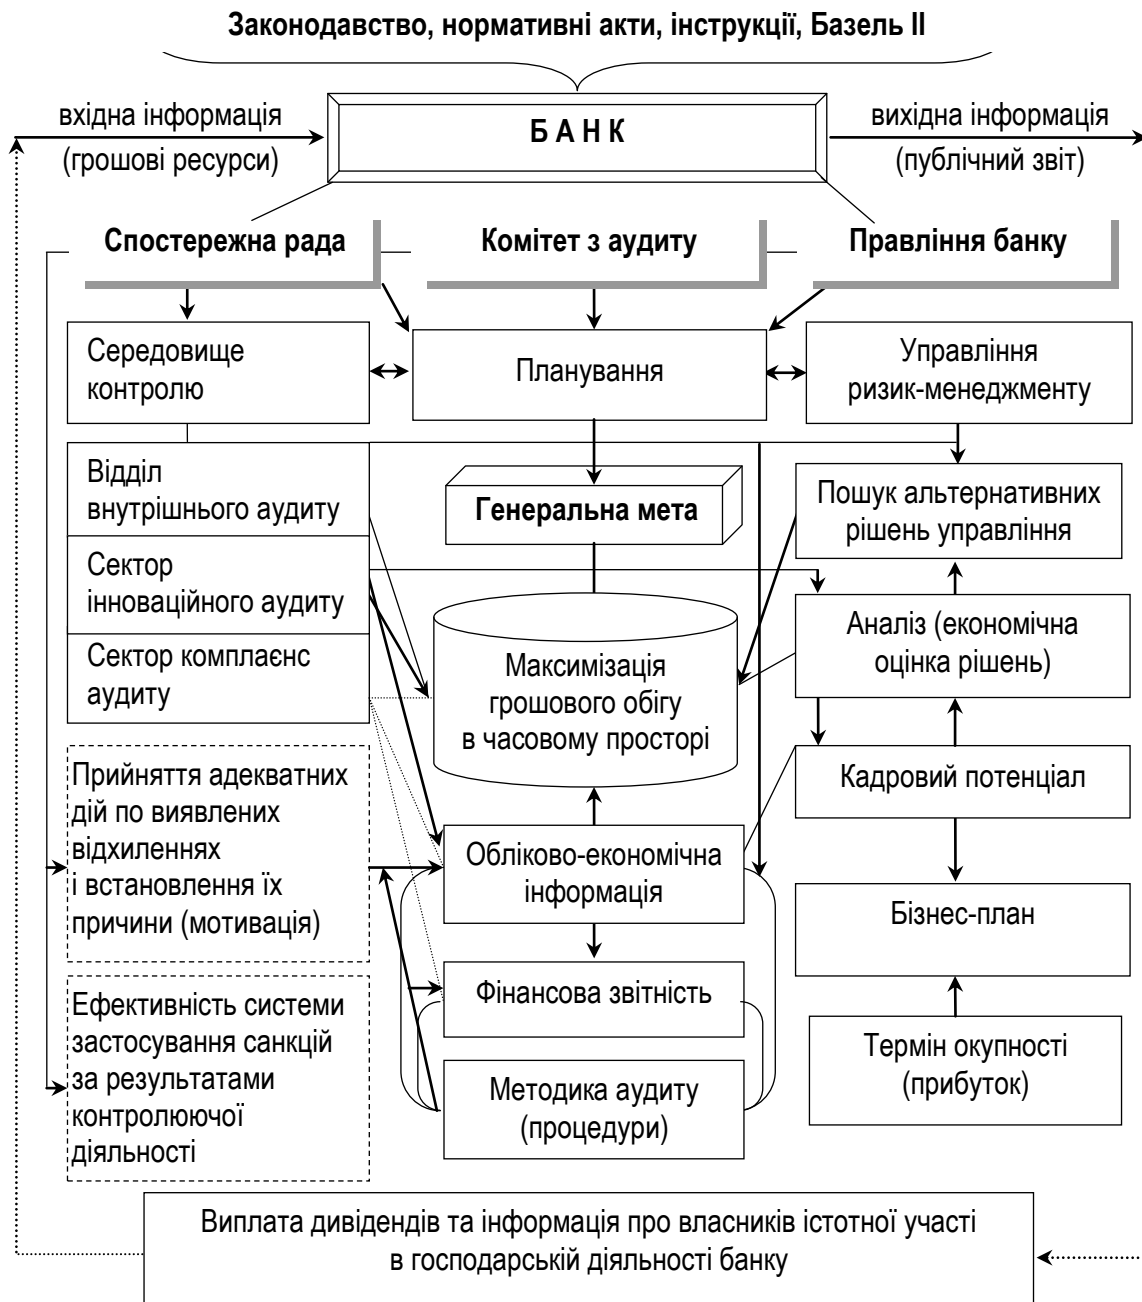 Законодавство, нормативні акти, інструкції, Базель II
вхідна інформація
(грошові ресурси)
Б А Н К
вихідна інформація
(публічний звіт)
Спостережна рада
Комітет з аудиту
Правління банку
Середовище
контролю
Планування
Управління
ризик-менеджменту
Відділ
внутрішнього аудиту
Генеральна мета
Пошук альтернативних
рішень управління
Сектор
інноваційного аудиту
Сектор комплаєнс
аудиту
Максимізація
грошового обігу
в часовому просторі
Аналіз (економічна
оцінка рішень)
Кадровий потенціал
Прийняття адекватних
дій по виявлених
відхиленнях
і встановлення їх
причини (мотивація)
Обліково-економічна
інформація
Бізнес-план
Фінансова звітність
Ефективність системи
застосування санкцій
за результатами
контролюючої
діяльності
Методика аудиту
(процедури)
Термін окупності
(прибуток)
Виплата дивідендів та інформація про власників істотної участі
в господарській діяльності банку